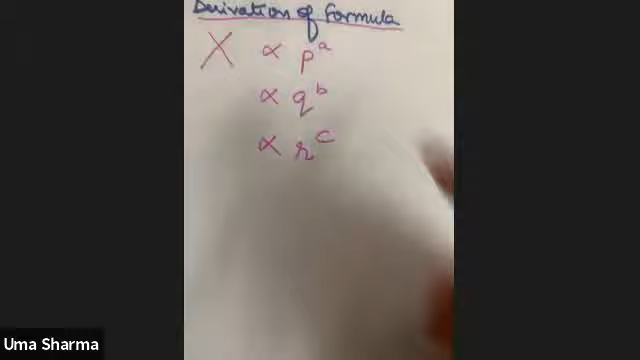 Derivation of Formula
X ∝ p^a
∝ q^b
∝ r^c
Uma Sharma